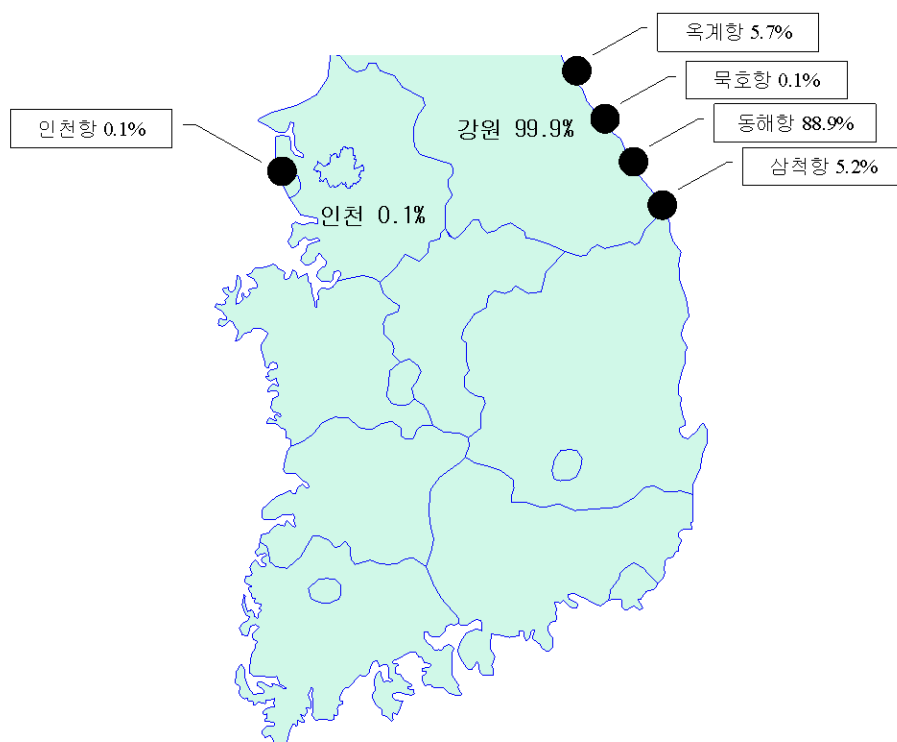 옥계항 5.7%
묵호항 0.1%
강원 99.9%
동해항 88.9%
인천항 0.1%
삼척항 5.2%
인천 0.1%